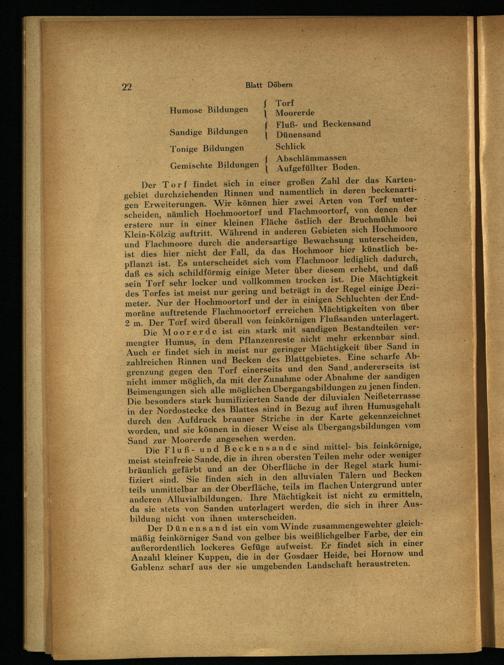 22
Blatt Döbern
Humose Bildungen { Torf
Moorerde
Sandige Bildungen { Fluß- und Beckensand
Dünensand
Tonige Bildungen Schlick
Gemischte Bildungen { Abschlämmassen
Aufgefüllter Boden.
Der Torf findet sich in einer großen Zahl der das Karten-
gebiet durchziehenden Rinnen und namentlich in deren beckenarti-
gen Erweiterungen. Wir können hier zwei Arten von Torf unter-
scheiden, nämlich Hochmoortorf und Flachmoortorf, von denen der
erstere nur in einer kleinen Fläche östlich der Bruchmühle bei
Klein-Kölzig auftritt. Während in anderen Gebieten sich Hochmoore
und Flachmoore durch die andersartige Bewachsung unterscheiden,
ist dies hier nicht der Fall, da das Hochmoor hier künstlich be-
pflanzt ist. Es unterscheidet sich vom Flachmoor lediglich dadurch,
daß es sich schildförmig einige Meter über diesem erhebt, und daß
sein Torf sehr locker und vollkommen trocken ist. Die Mächtigkeit
des Torfes ist meist nur gering und beträgt in der Regel einige Dezi-
meter. Nur der Hochmoortorf und der in einigen Schluchten der End-
moräne auftretende Flachmoortorf erreichen Mächtigkeiten von über
2 m. Der Torf wird überall von feinkörnigen Flußsanden unterlagert.
Die Moorerde ist ein stark mit sandigen Bestandteilen ver-
mengter Humus, in dem Pflanzenreste nicht mehr erkennbar sind.
Auch er findet sich in meist nur geringer Mächtigkeit über Sand in
zahlreichen Rinnen und Becken des Blattgebietes. Eine scharfe Ab-
grenzung gegen den Torf einerseits und den Sand andererseits ist
nicht immer möglich, da mit der Zunahme oder Abnahme der sandigen
Beimengungen sich alle möglichen Übergangsbildungen zu jenen finden.
Die besonders stark humifizierten Sande der diluvialen Neißeterrasse
in der Nordostecke des Blattes sind in Bezug auf ihren Humusgehalt
durch den Aufdruck brauner Striche in der Karte gekennzeichnet
worden, und sie können in dieser Weise als Übergangsbildungen vom
Sand zur Moorerde angesehen werden.
Die Fluß- und Beckensande sind mittel- bis feinkörnige,
meist steinfreie Sande, die in ihren obersten Teilen mehr oder weniger
bräunlich gefärbt und an der Oberfläche in der Regel stark humi-
fiziert sind. Sie finden sich in den alluvialen Tälern und Becken
teils unmittelbar an der Oberfläche, teils im flachen Untergrund unter
anderen Alluvialbildungen. Ihre Mächtigkeit ist nicht zu ermitteln,
da sie stets von Sanden unterlagert werden, die sich in ihrer Aus-
bildung nicht von ihnen unterscheiden.
Der Dünensand ist ein vom Winde zusammengewehter gleich-
mäßig feinkörniger Sand von gelber bis weißlichgelber Farbe, der ein
außerordentlich lockeres Gefüge aufweist. Er findet sich in einer
Anzahl kleiner Kuppen, die in der Gosdaer Heide, bei Hornow und
Gablenz scharf aus der sie umgebenden Landschaft heraustreten.